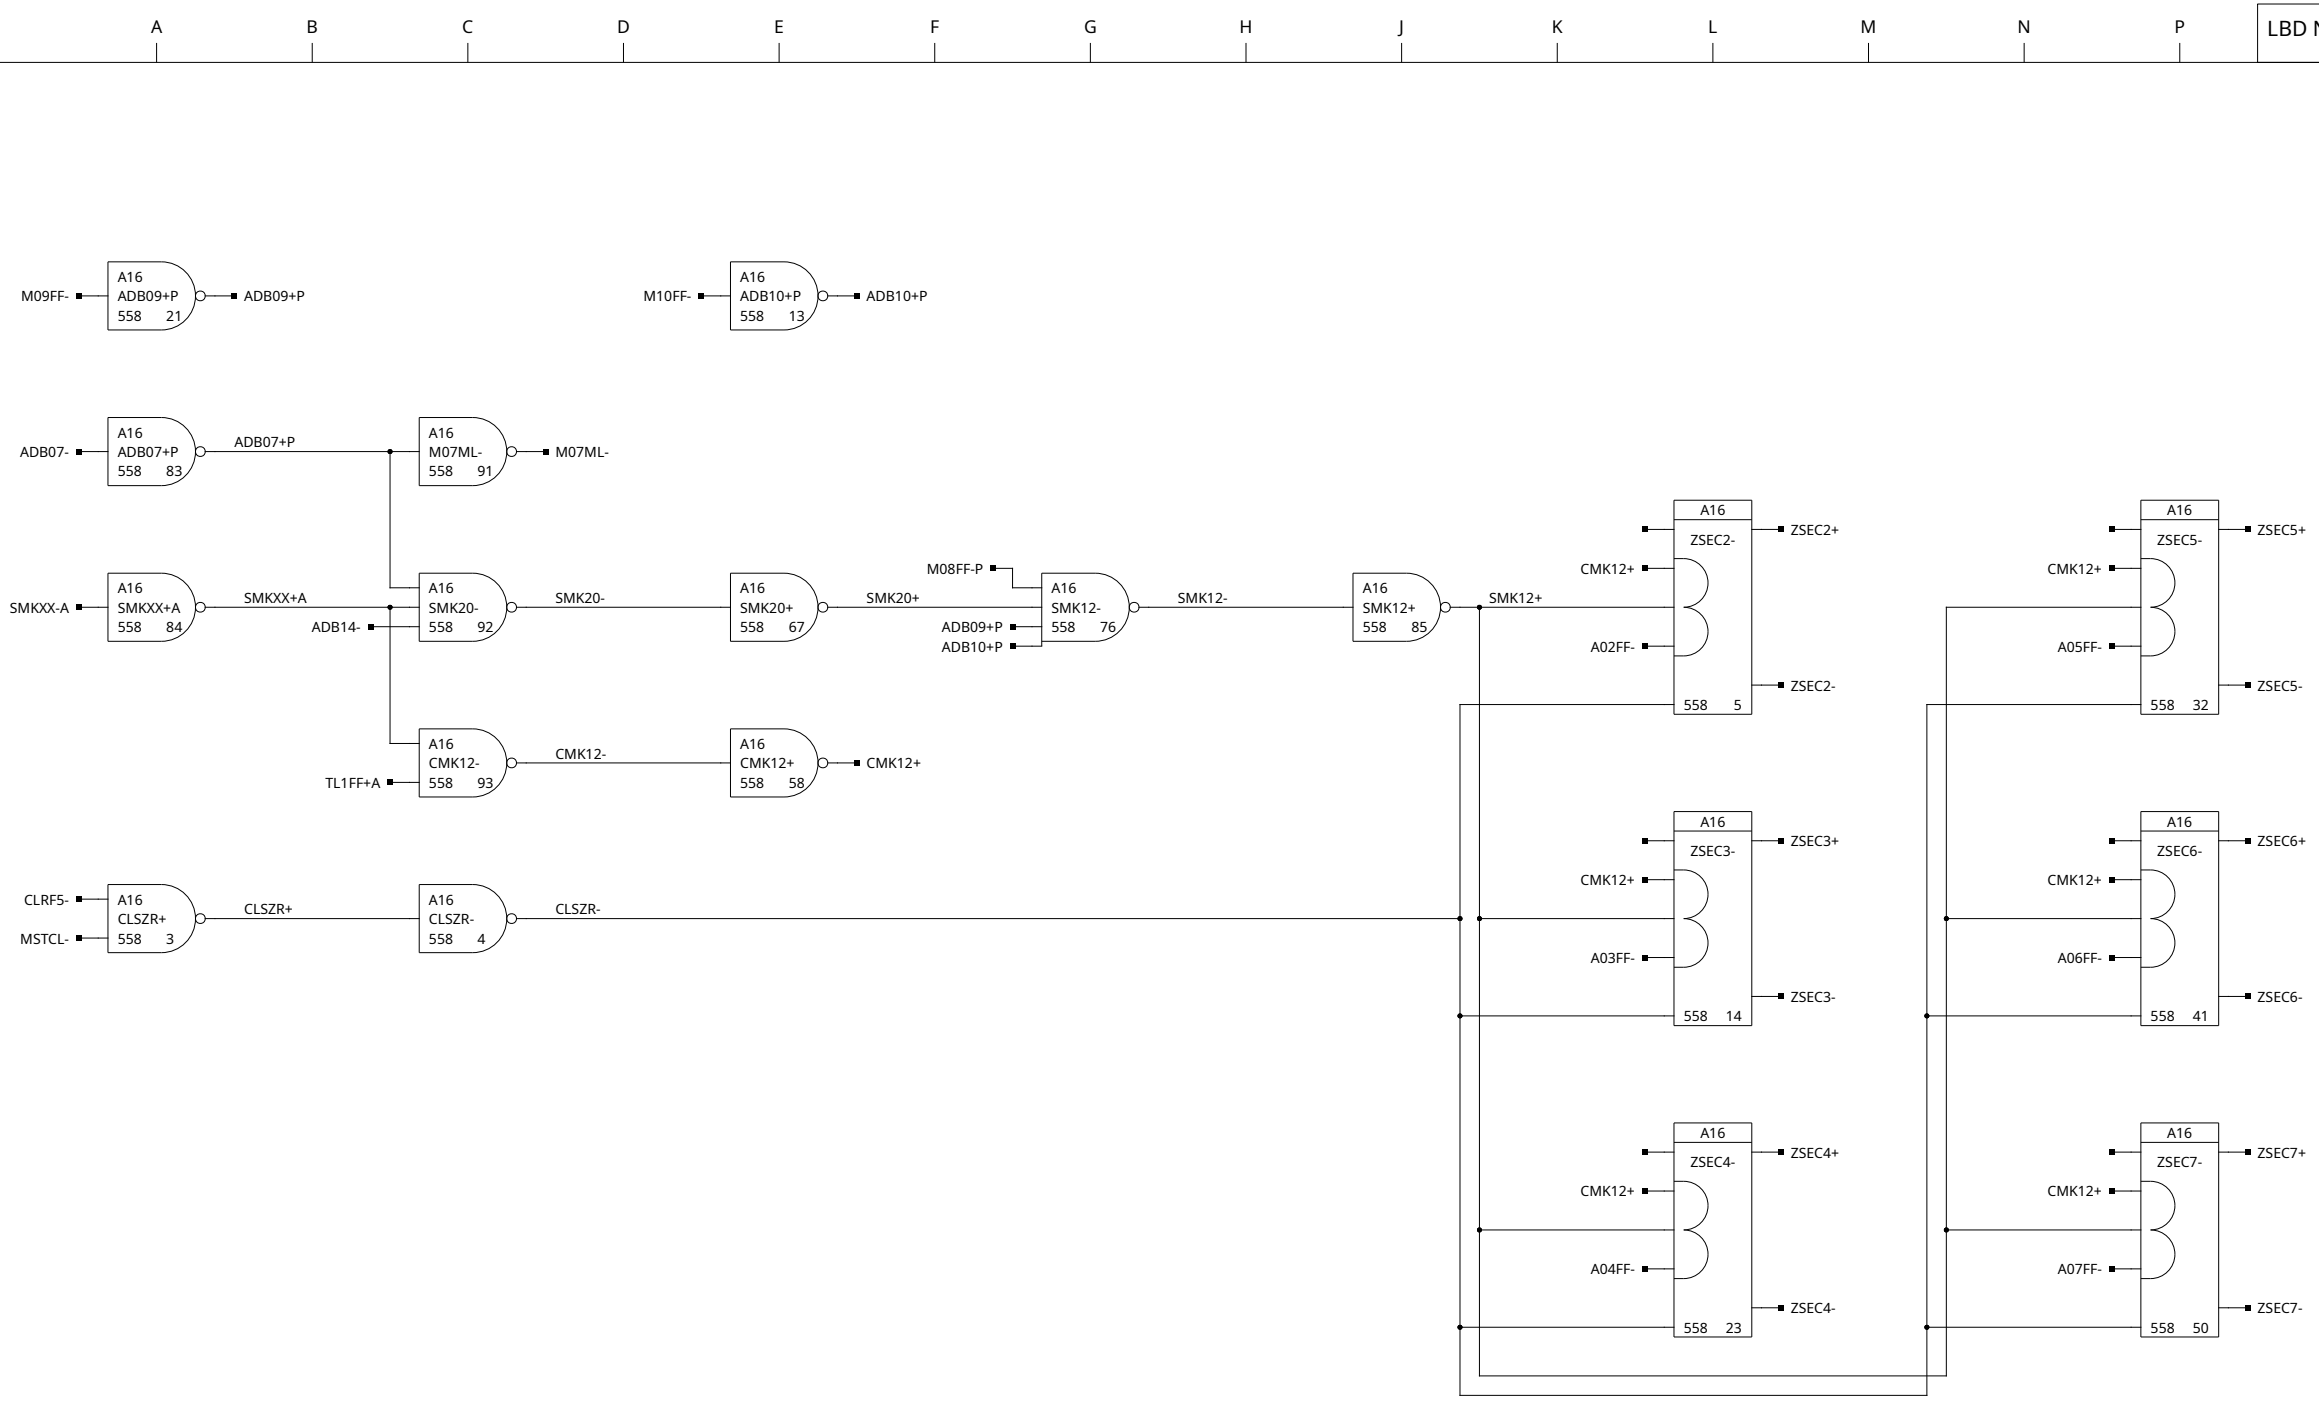 A B C D E F G H J K L M N P
LBD N
M09FF-
A16
ADB09+P
558 21
ADB09+P
M10FF-
A16
ADB10+P
558 13
ADB10+P
ADB07-
A16
ADB07+P
558 83
ADB07+P
A16
M07ML-
558 91
M07ML-
SMKXX-A
A16
SMKXX+A
558 84
SMKXX+A
ADB14-
A16
SMK20-
558 92
SMK20-
A16
SMK20+
558 67
SMK20+
M08FF-P
ADB09+P
ADB10+P
A16
SMK12-
558 76
SMK12-
A16
SMK12+
558 85
SMK12+
TL1FF+A
A16
CMK12-
558 93
CMK12-
A16
CMK12+
558 58
CMK12+
CLRF5-
MSTCL-
A16
CLSZR+
558 3
CLSZR+
A16
CLSZR-
558 4
CLSZR-
A16
ZSEC2-
CMK12+
A02FF-
558 5
ZSEC2+
ZSEC2-
A16
ZSEC5-
CMK12+
A05FF-
558 32
ZSEC5+
ZSEC5-
A16
ZSEC3-
CMK12+
A03FF-
558 14
ZSEC3+
ZSEC3-
A16
ZSEC6-
CMK12+
A06FF-
558 41
ZSEC6+
ZSEC6-
A16
ZSEC4-
CMK12+
A04FF-
558 23
ZSEC4+
ZSEC4-
A16
ZSEC7-
CMK12+
A07FF-
558 50
ZSEC7+
ZSEC7-